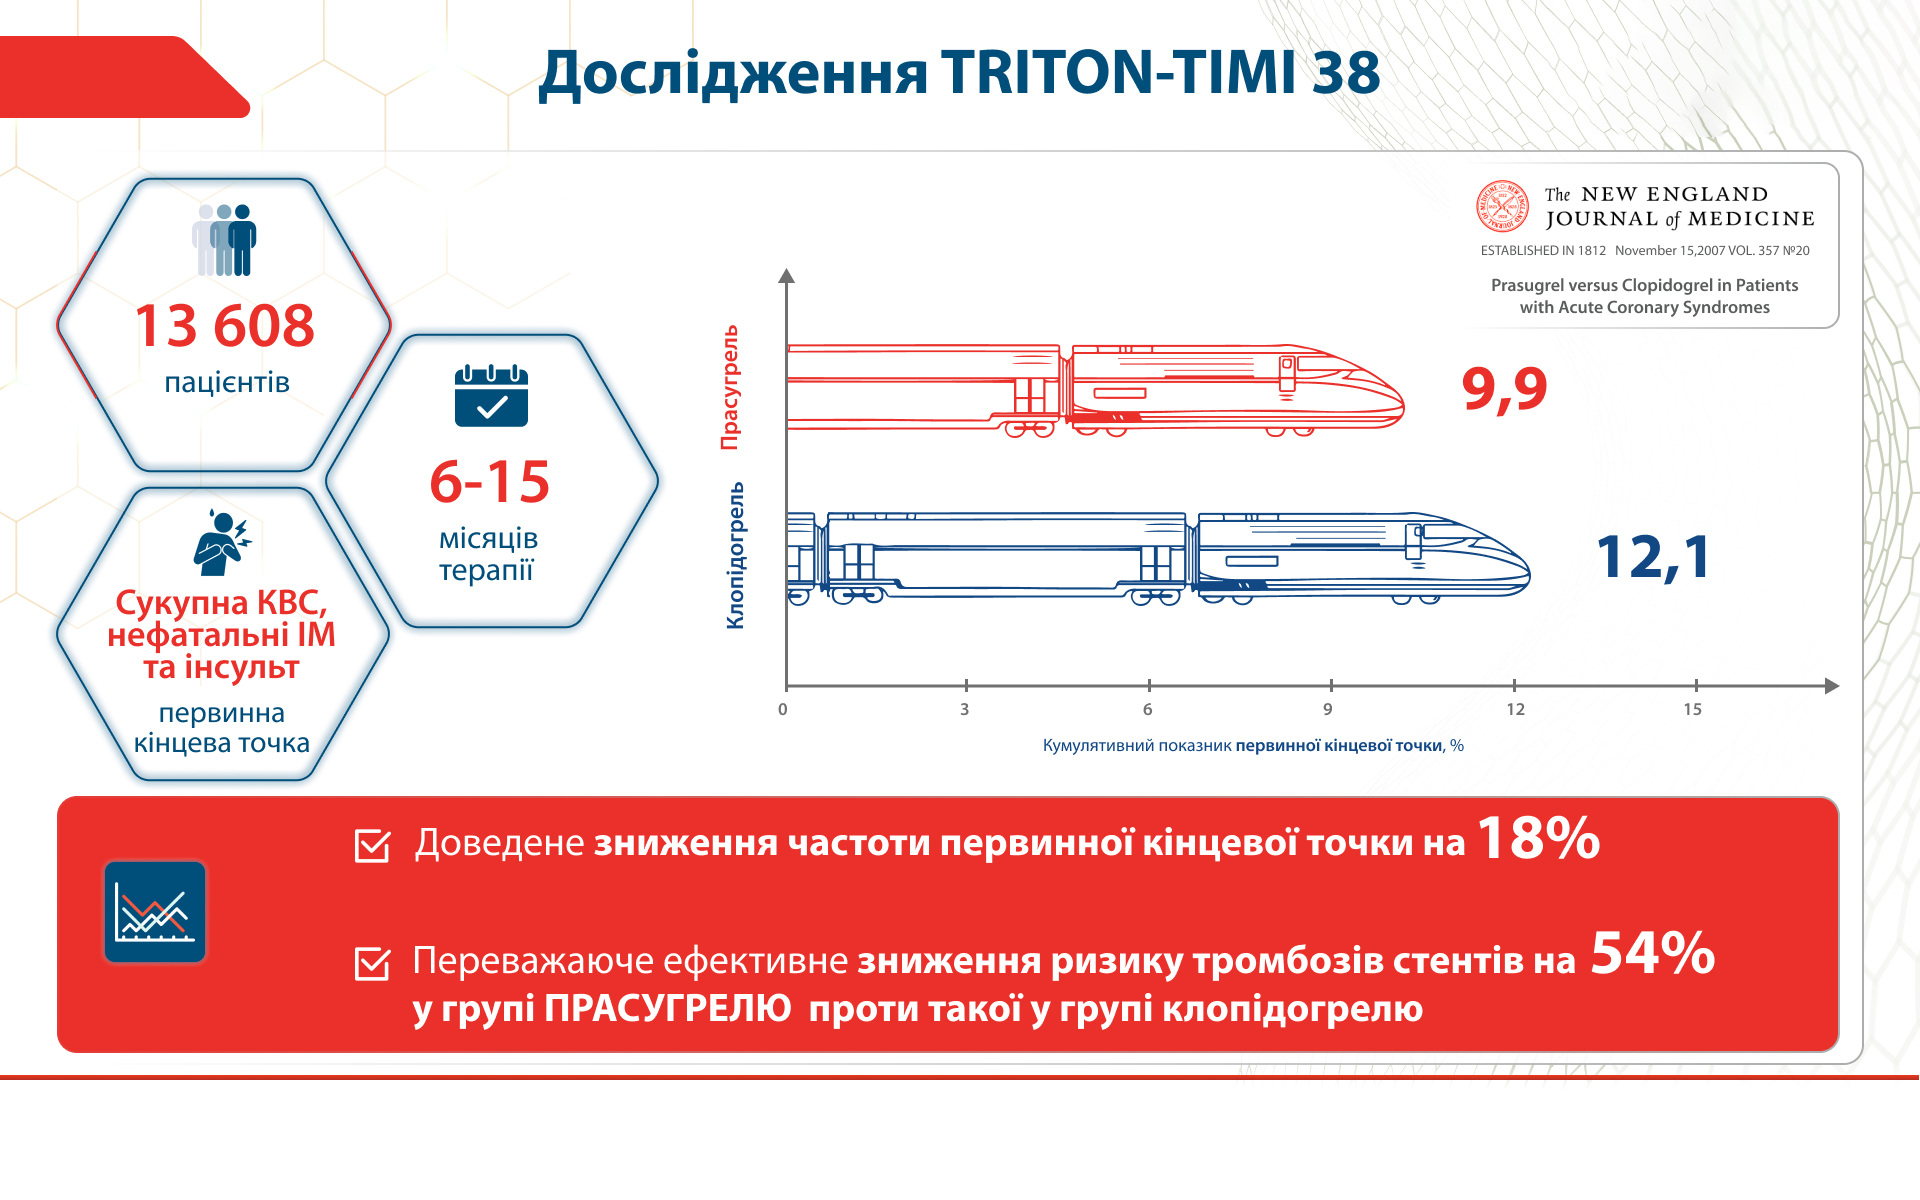 Дослідження TRITON-TIMI 38
13 608
пацієнтів
6-15
місяців
терапії
Сукупна КВС,
нефатальні ІМ
та інсульт
первинна
кінцева точка
The NEW ENGLAND
JOURNAL of MEDICINE
ESTABLISHED IN 1812 November 15,2007 VOL. 357 №20
Prasugrel versus Clopidogrel in Patients
with Acute Coronary Syndromes
Прасугрель
9,9
Клопідогрель
12,1
0 3 6 9 12 15
Кумулятивний показник первинної кінцевої точки, %
Доведене зниження частоти первинної кінцевої точки на 18%
Переважаюче ефективне зниження ризику тромбозів стентів на 54%
у групі ПРАСУГРЕЛЮ проти такої у групі клопідогрелю